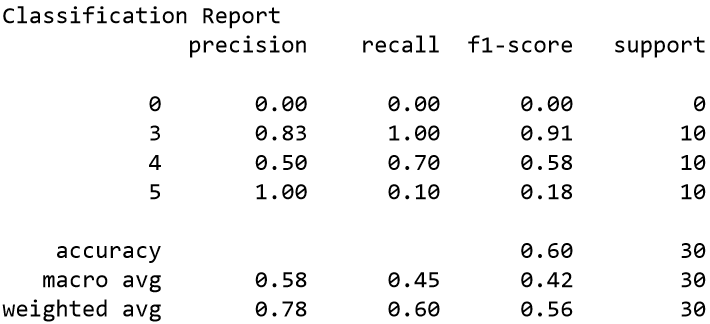 Classification Report
precision recall f1-score support
0 0.00 0.00 0.00 0
3 0.83 1.00 0.91 10
4 0.50 0.70 0.58 10
5 1.00 0.10 0.18 10
accuracy 0.60 30
macro avg 0.58 0.45 0.42 30
weighted avg 0.78 0.60 0.56 30